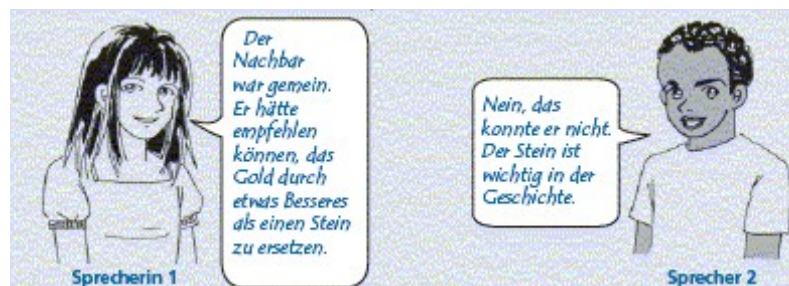 Der
Nachbar
war gemein.
Er hätte
empfehlen
können, das
Gold durch
etwas Besseres
als einen Stein
zu ersetzen.
Nein, das
konnte er nicht.
Der Stein ist
wichtig in der
Geschichte.
Sprecherin 1
Sprecher 2